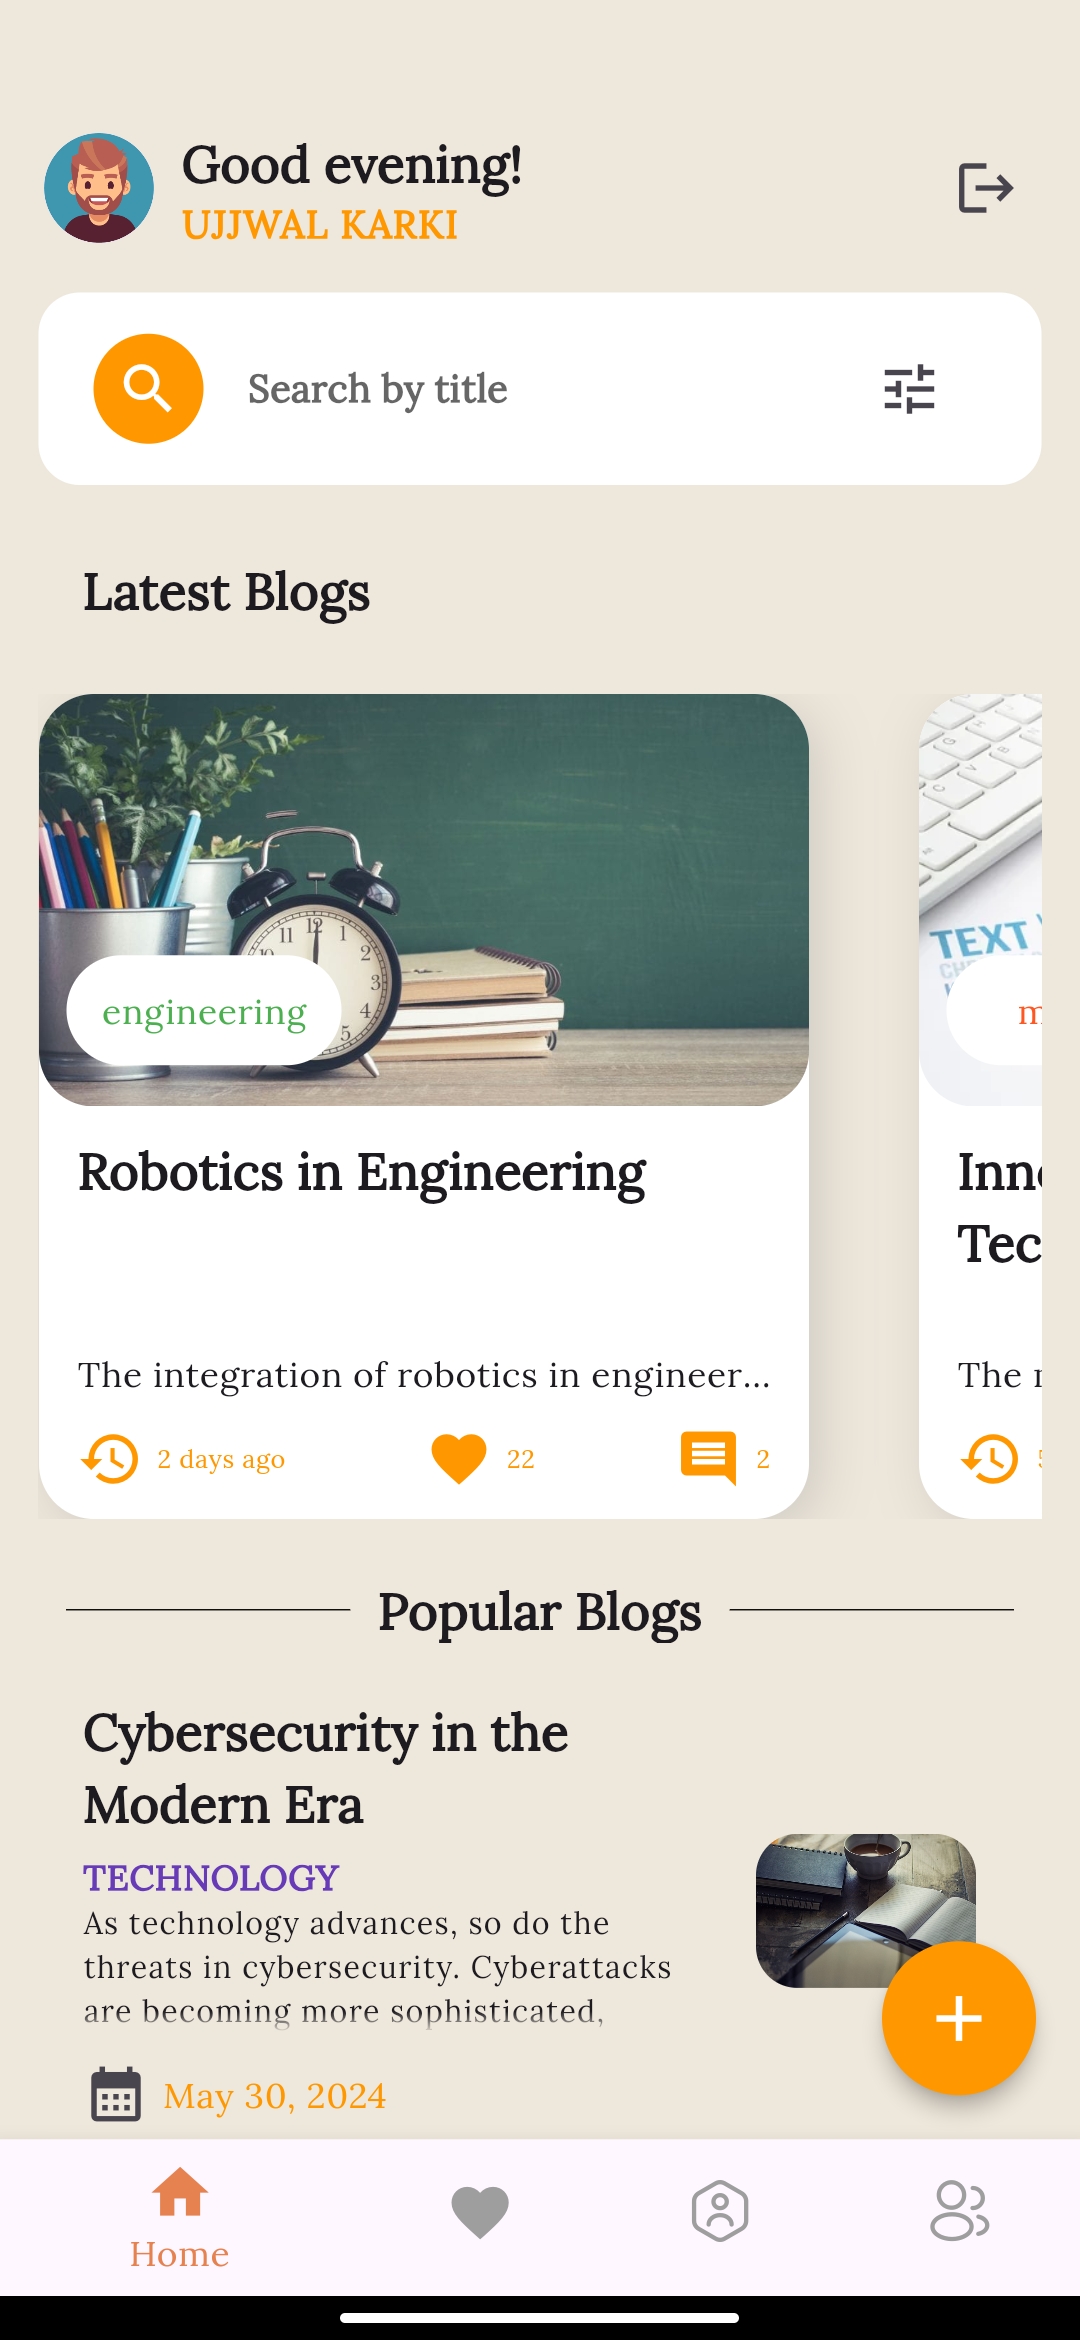 Good evening!
UJJWAL KARKI
Search by title
Latest Blogs
TEXT
engineering
Robotics in Engineering
The integration of robotics in engineer...
2 days ago
22
2
Tec
The
Popular Blogs
Cybersecurity in the
Modern Era
TECHNOLOGY
As technology advances, so do the
threats in cybersecurity. Cyberattacks
are becoming more sophisticated,
May 30, 2024
Home